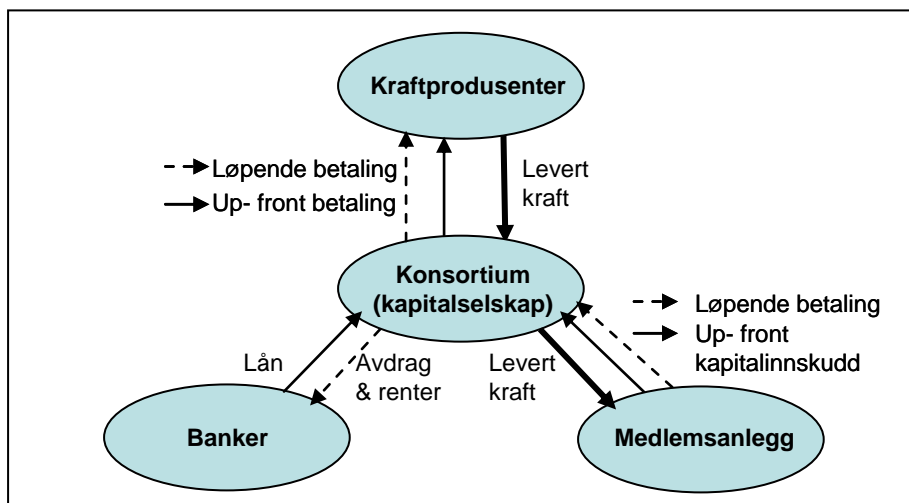 Kraftprodusenter
Løpende betaling
Up- front betaling
Levert
kraft
Konsortium
(kapitalselskap)
Løpende betaling
Up- front
kapitalinnskudd
Lån
Avdrag
& renter
Levert
kraft
Banker
Medlemsanlegg